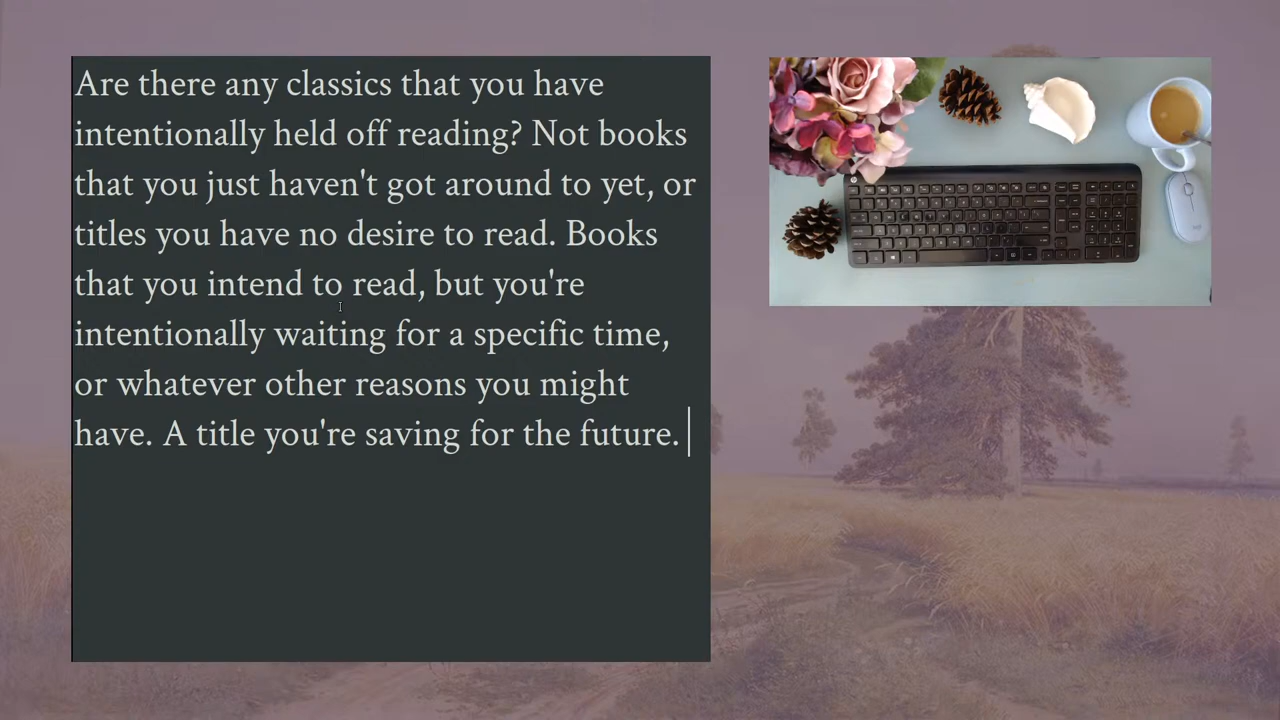 Are there any classics that you have
intentionally held off reading? Not books
that you just haven't got around to yet, or
titles you have no desire to read. Books
that you intend to read, but you're
intentionally waiting for a specific time,
or whatever other reasons you might
have. A title you're saving for the future.